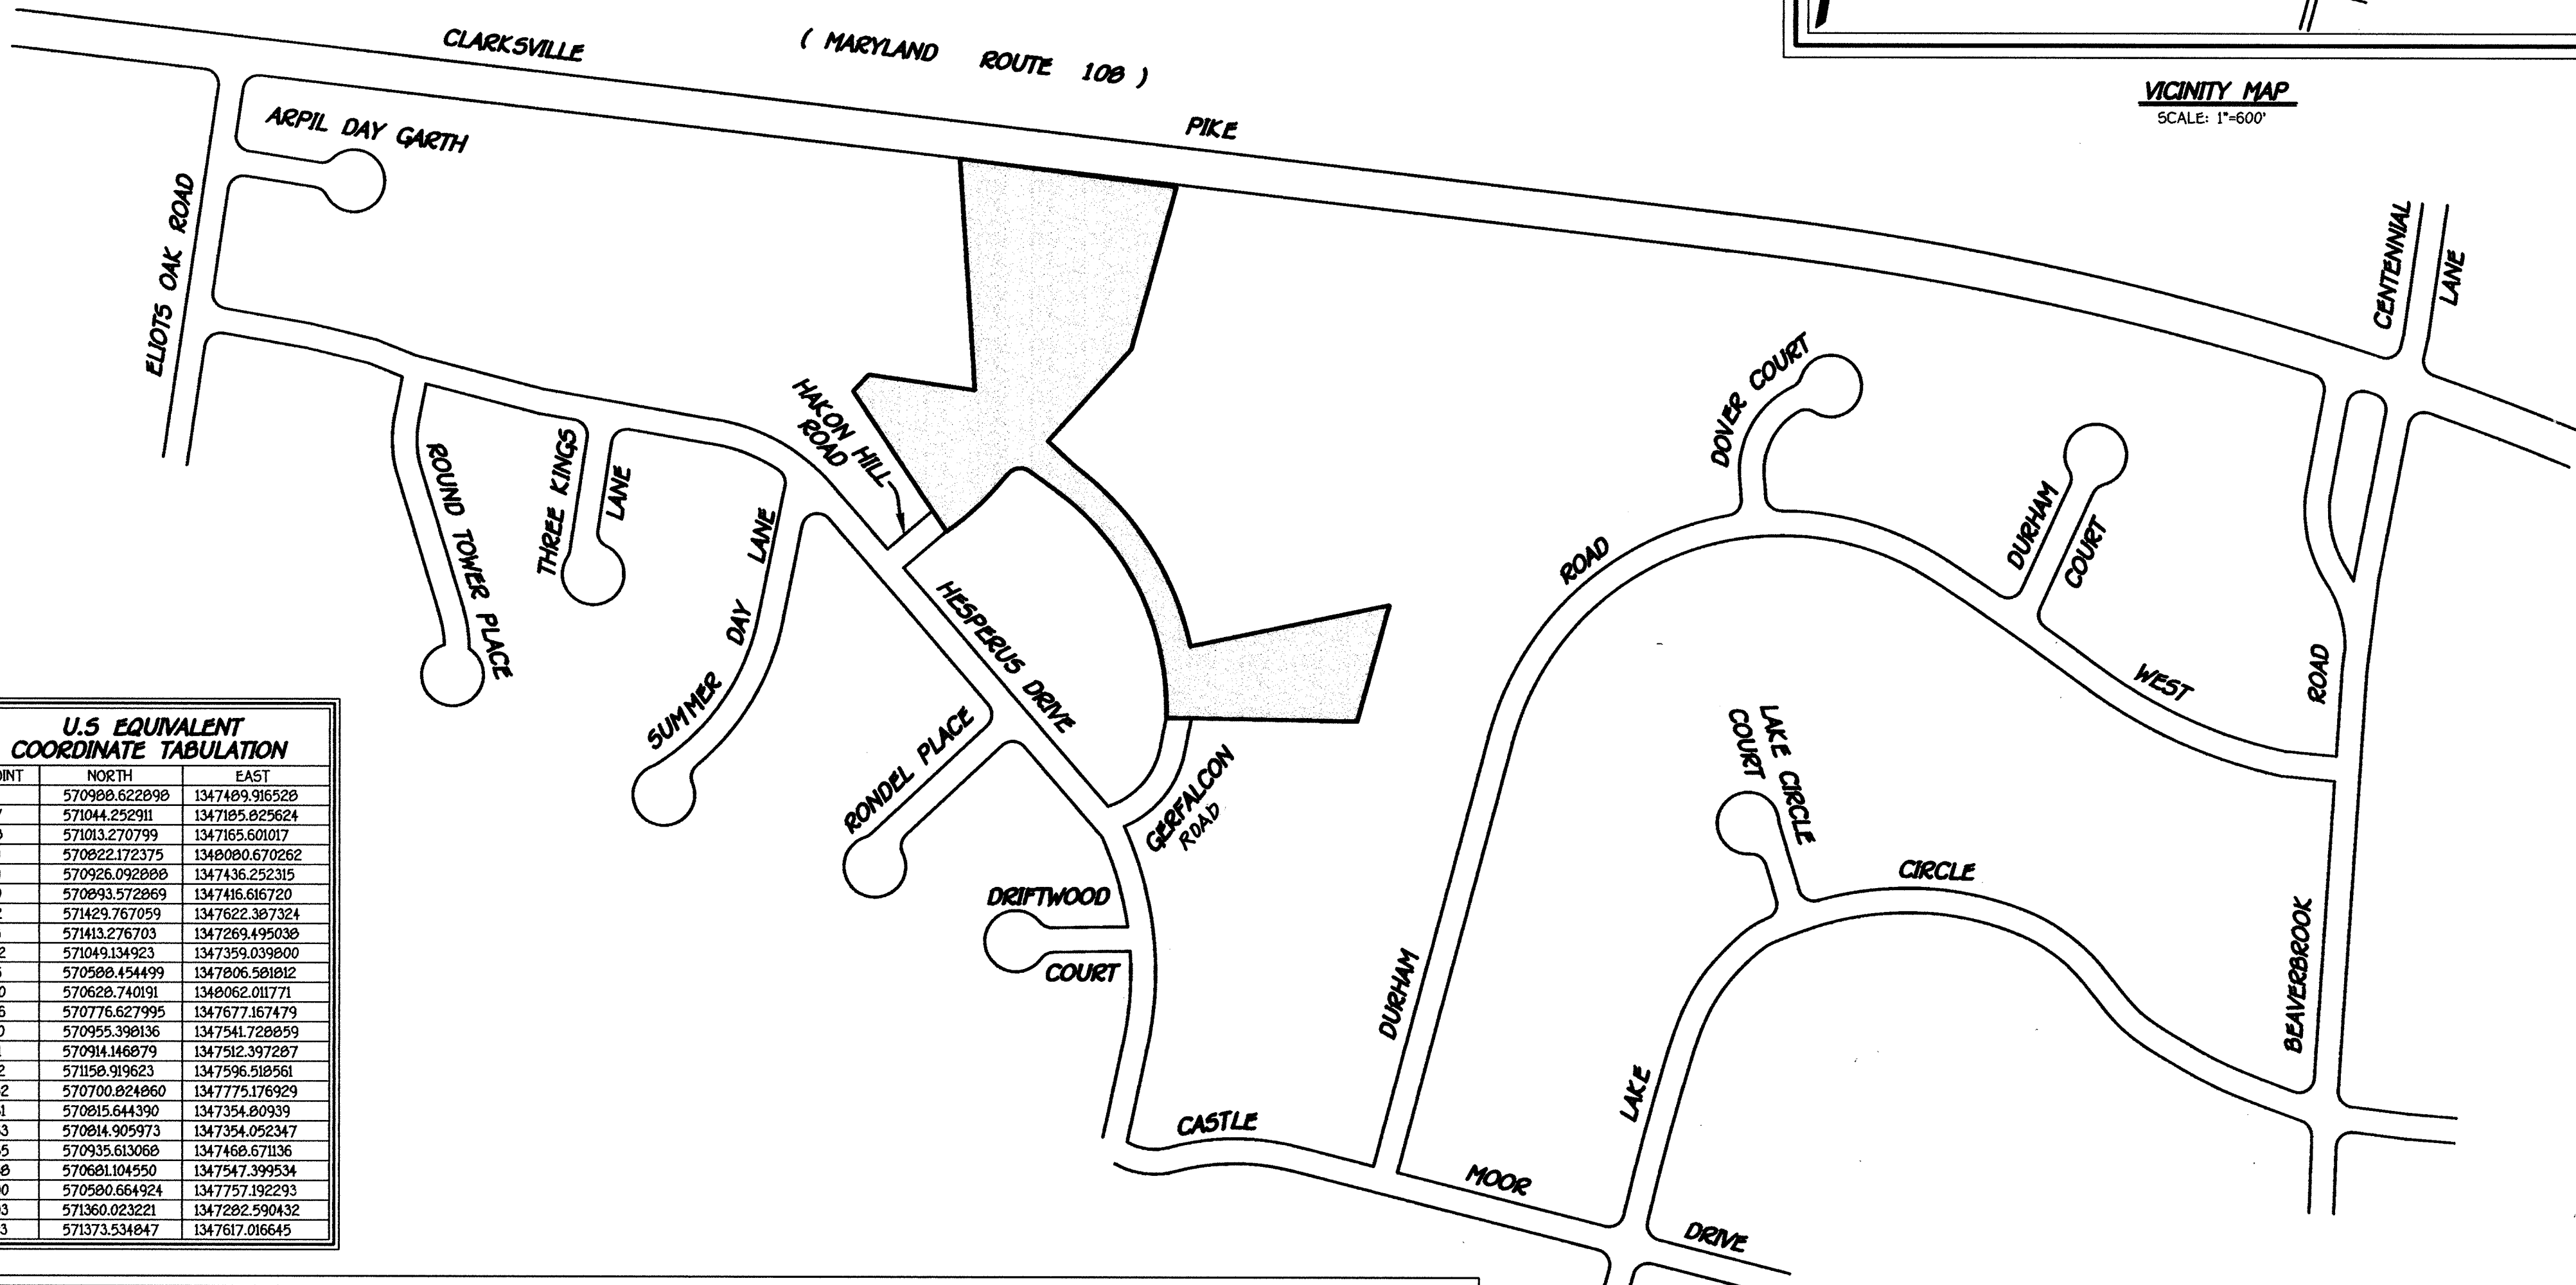 CLARKSVILLE
( MARYLAND ROUTE 108 )
PIKE
VICINITY MAP
SCALE: 1"=600'
ARPIL DAY GARTH
ELIOTS OAK ROAD
CENTENNIAL
LANE
HAKON HILL
ROAD
DOVER COURT
ROUND TOWER PLACE
THREE KINGS
LANE
SUMMER DAY LANE
HESPERUS DRIVE
RONDEL PLACE
GERFALCON
ROAD
DRIFTWOOD
COURT
DURHAM
ROAD
DURHAM
COURT
WEST
ROAD
BEAVERBROOK
LAKE CIRCLE
COURT
CIRCLE
LAKE
CASTLE
MOOR
DRIVE
U.S EQUIVALENT
COORDINATE TABULATION
NORTH EAST
570988.622898 1347489.916528
571044.252911 1347185.825624
571013.270799 1347165.601017
570822.172375 1348080.670262
570926.092888 1347436.252315
570893.572869 1347416.616720
571429.767059 1347622.387324
571413.276703 1347269.495038
571049.134923 1347359.039800
570588.454499 1347806.581812
570628.740191 1348062.011771
570776.627995 1347677.167479
570955.398136 1347541.728859
570914.146879 1347512.397287
571158.919623 1347596.518561
570700.824860 1347775.176929
570815.644390 1347354.80939
570814.905973 1347354.052347
570935.613068 1347468.671136
570681.104550 1347547.399534
570580.664924 1347757.192293
571360.023221 1347282.590432
571373.534847 1347617.016645